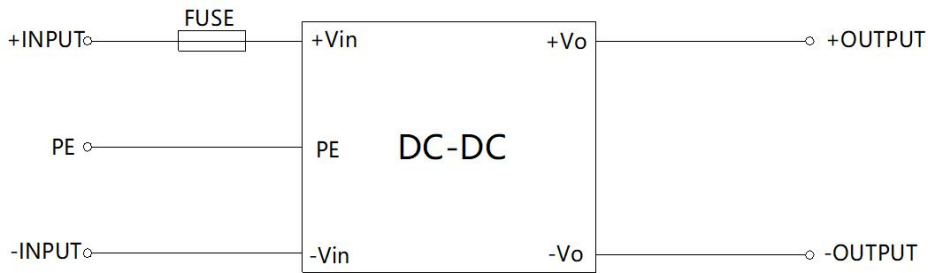 FUSE
+INPUT
+Vin
+Vo
+OUTPUT
PE
PE
DC-DC
-INPUT
-Vin
-Vo
-OUTPUT